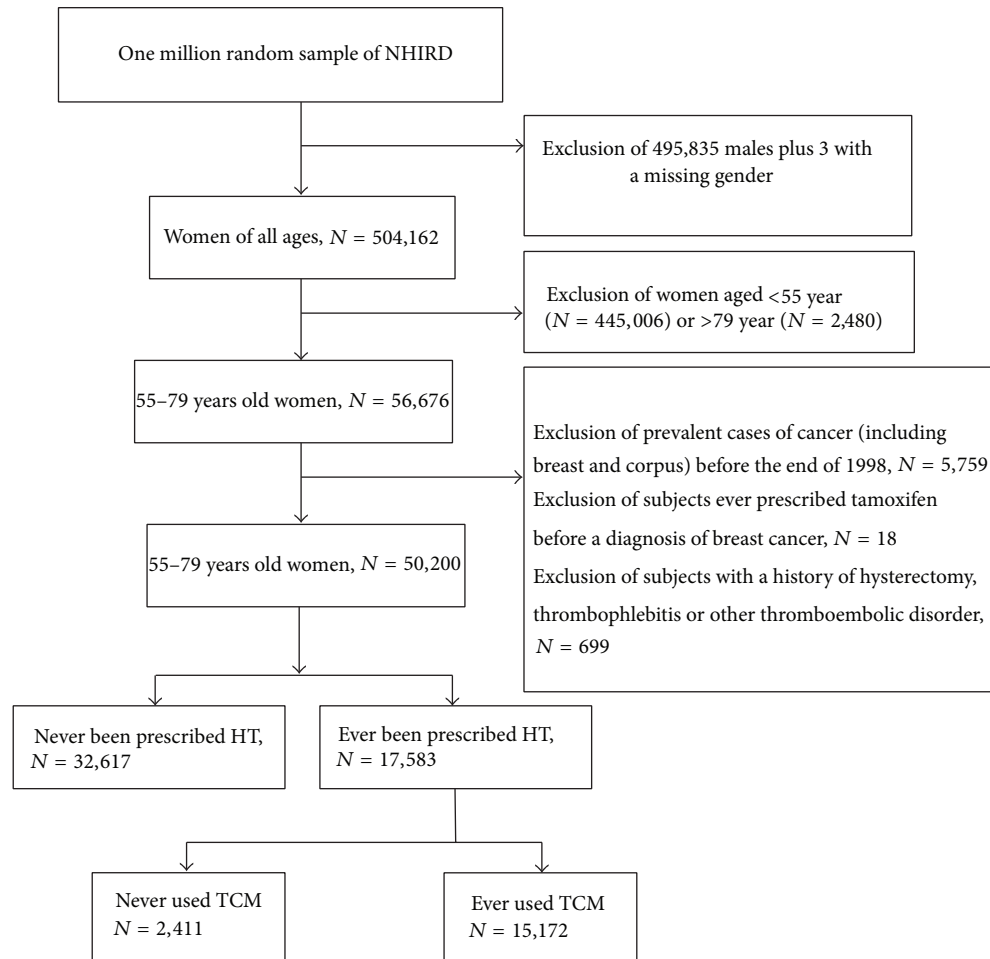 One million random sample of NHIRD
Exclusion of 495,835 males plus 3 with
a missing gender
Women of all ages, N = 504,162
Exclusion of women aged <55 year
(N = 445,006) or >79 year (N = 2,480)
55–79 years old women, N = 56,676
Exclusion of prevalent cases of cancer (including
breast and corpus) before the end of 1998, N = 5,759
Exclusion of subjects ever prescribed tamoxifen
before a diagnosis of breast cancer, N = 18
Exclusion of subjects with a history of hysterectomy,
thrombophlebitis or other thromboembolic disorder,
N = 699
55–79 years old women, N = 50,200
Never been prescribed HT,
N = 32,617
Ever been prescribed HT,
N = 17,583
Never used TCM
N = 2,411
Ever used TCM
N = 15,172